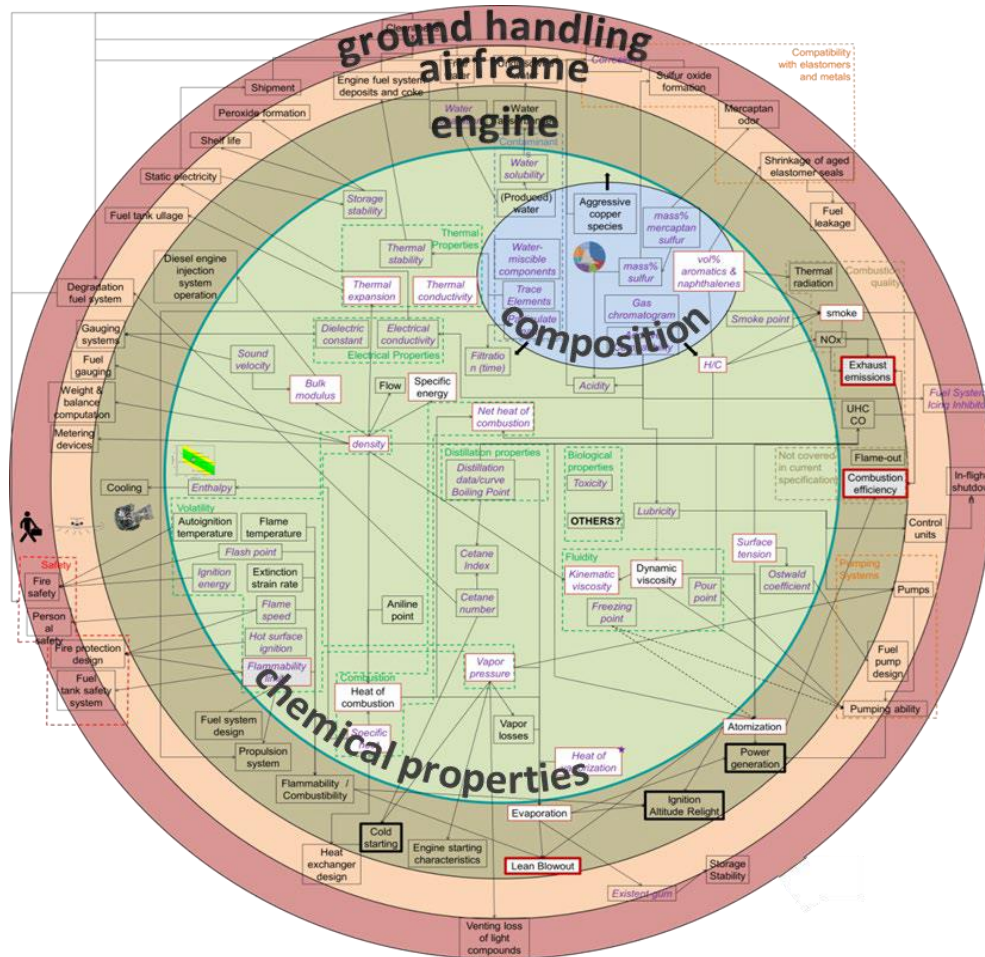 ground handling
airframe
engine
composition
chemical properties
Cleanliness
Engine fuel system
deposits and coke
Shipment
Peroxide formation
Shelf life
Static electricity
Fuel tank ullage
Diesel engine
injection
system
operation
Degradation
fuel system
Gauging
systems
Fuel
gauging
Weight &
balance
computation
Metering
devices
Cooling
Water
Water
Contaminant
Water
solubility
(Produced)
water
Sulfur oxide
formation
Compatibility
with elastomers
and metals
Mercaptan
odor
Shrinkage of aged
elastomer seals
Fuel
leakage
Storage
stability
Thermal
Properties
Thermal
stability
Thermal
expansion
Thermal
conductivity
Aggressive
copper
species
mass%
mercaptan
sulfur
Water-
miscible
components
mass%
sulfur
vol%
aromatics &
naphthalenes
Trace
Elements
Gas
chromatogram
Thermal
radiation
Combustion
quality
smoke
Smoke point
NOx
Exhaust
emissions
Dielectric
constant
Electrical
conductivity
Electrical Properties
Filtratio
n (time)
Acidity
H/C
Sound
velocity
Bulk
modulus
Flow
Specific
energy
Net heat of
combustion
UHC
CO
Fuel System
Icing Inhibitor
density
Distillation properties
Distillation
data/curve
Boiling Point
Biological
properties
Toxicity
OTHERS?
Not covered
in current
specification
Flame-out
Combustion
efficiency
In-flight
shutdown
Control
units
Enthalpy
Volatility
Autoignition
temperature
Flame
temperature
Flash point
Ignition
energy
Extinction
strain rate
Flame
speed
Hot surface
ignition
Flammability
Safety
Fire
safety
Person
al
safety
Fire protection
design
Fuel
tank safety
system
Cetane
Index
Cetane
number
Aniline
point
Lubricity
Fluidity
Kinematic
viscosity
Dynamic
viscosity
Freezing
point
Pour
point
Surface
tension
Ostwald
coefficient
Pumping
Systems
Pumps
Fuel
pump
design
Pumping ability
Combustion
Heat of
combustion
Vapor
pressure
Vapor
losses
Atomization
Power
generation
Heat of
Fuel system
design
Propulsion
system
Flammability /
Combustibility
Evaporation
Ignition
Altitude Relight
Cold
starting
Engine starting
characteristics
Lean Blowout
Heat
exchanger
design
Existent gum
Storage
Stability
Venting loss
of light
compounds